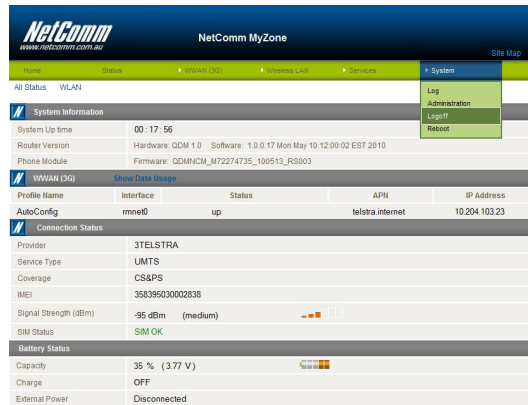 NetComm
www.netcomm.com.au
NetComm MyZone
Site Map
Home Status WWAN (3G) Wireless LAN Services System
All Status WLAN
Log
Administration
Logoff
Reboot
System Information
System Up time 00:17:56
Router Version Hardware: QDM 1.0 Software: 1.0.0.17 Mon May 10 12:00:02 EST 2010
Phone Module Firmware: QDMNCM_M72274735_100513_RS003
WWAN (3G) Show Data Usage
Profile Name Interface Status APN IP Address
AutoConfig rmnet0 up telstra.internet 10.204.103.23
Connection Status
Provider 3TELSTRA
Service Type UMTS
Coverage CS&PS
IMEI 358395030002838
Signal Strength (dBm) -95 dBm (medium)
SIM Status SIM OK
Battery Status
Capacity 35 % (3.77 V)
Charge OFF
External Power Disconnected